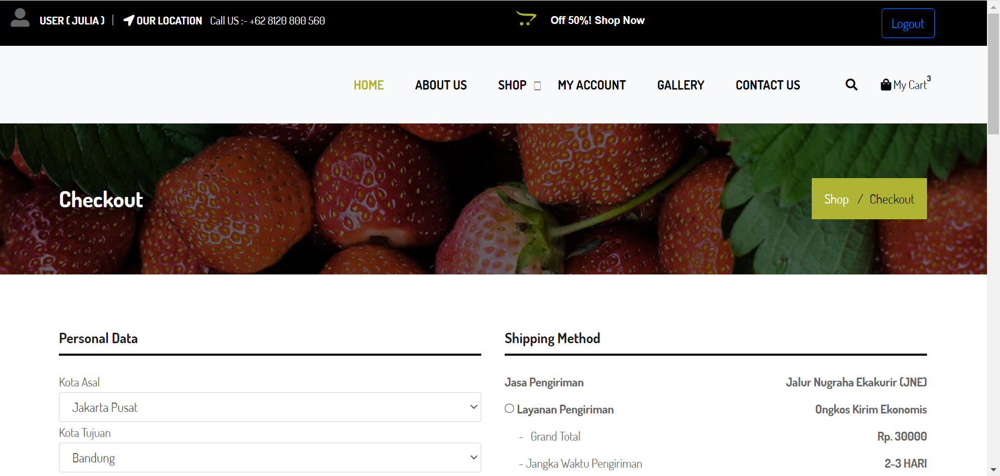 USER ( JULIA ) OUR LOCATION Call US :- +62 8120 800 560 Off 50%! Shop Now Logout
HOME ABOUT US SHOP MY ACCOUNT GALLERY CONTACT US My Cart 3
Checkout
Shop / Checkout
Personal Data
Kota Asal
Jakarta Pusat
Kota Tujuan
Bandung
Shipping Method
Jasa Pengiriman Jalur Nugraha Ekakurir (JNE)
Layanan Pengiriman Ongkos Kirim Ekonomis
- Grand Total Rp. 30000
- Jangka Waktu Pengiriman 2-3 HARI